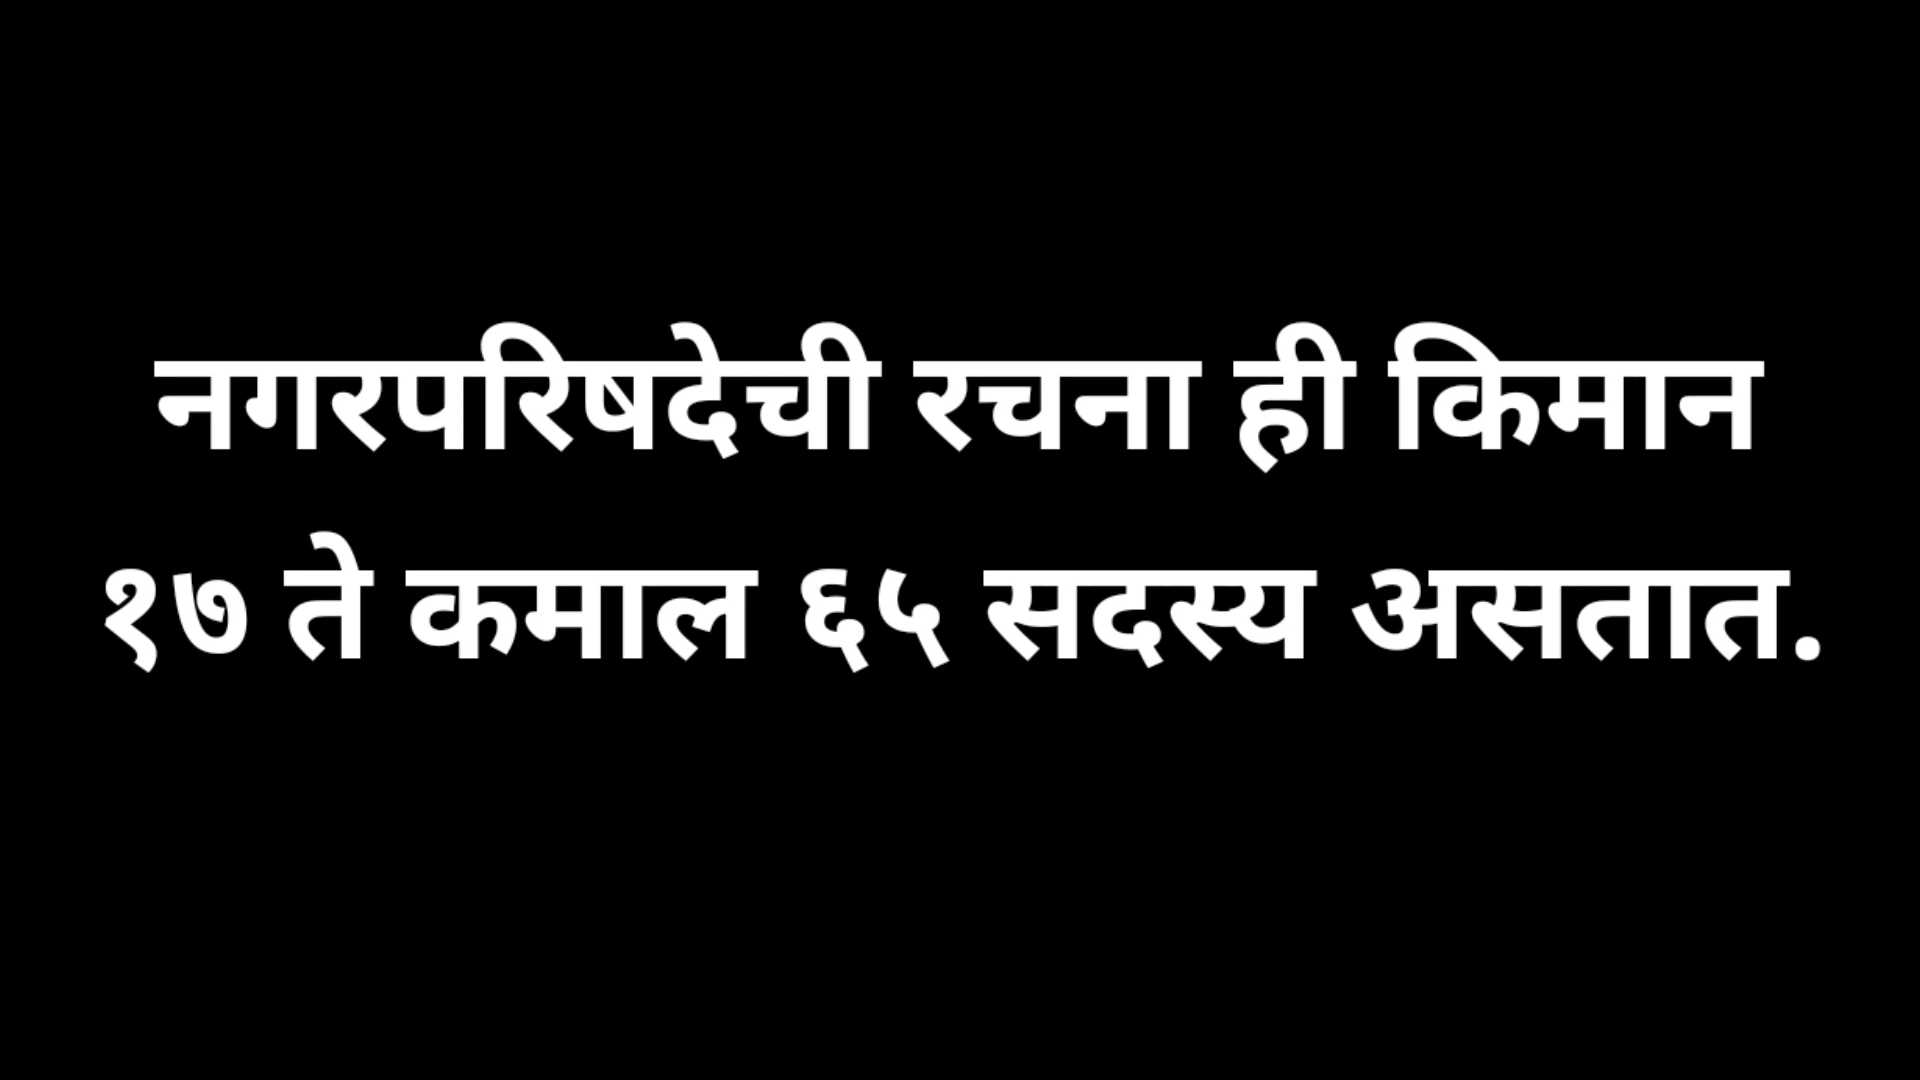 नगरपरिषदेची रचना ही किमान
१७ ते कमाल ६५ सदस्य असतात.